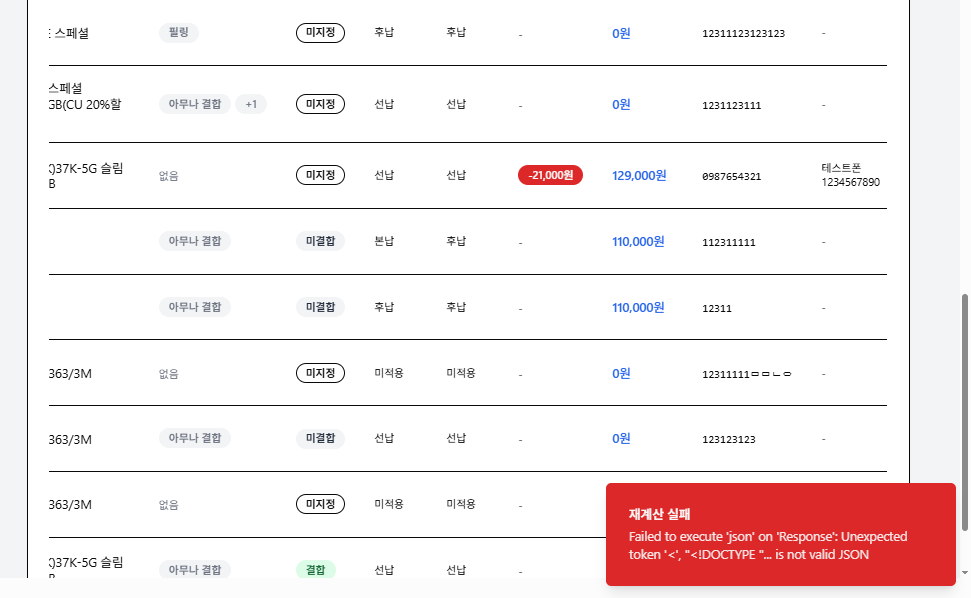 스페셜 필링 미지정 후납 후납 - 0원 12311123123123 -
스페셜
GB(CU 20%할 아무나 결합 +1 미지정 선납 선납 - 0원 1231123111 -
)37K-5G 슬림
B 없음 미지정 선납 선납 -21,000원 129,000원 0987654321 테스트폰
1234567890
아무나 결합 미결합 본납 후납 - 110,000원 112311111 -
아무나 결합 미결합 후납 후납 - 110,000원 12311 -
363/3M 없음 미지정 미적용 미적용 - 0원 12311111ㅁㅁㄴㅇ -
363/3M 아무나 결합 미결합 선납 선납 - 0원 123123123 -
363/3M 없음 미지정 미적용 미적용 -
)37K-5G 슬림
아무나 결합 결합 선납 선납 -
재계산 실패
Failed to execute 'json' on 'Response': Unexpected
token '<', "<!DOCTYPE "... is not valid JSON